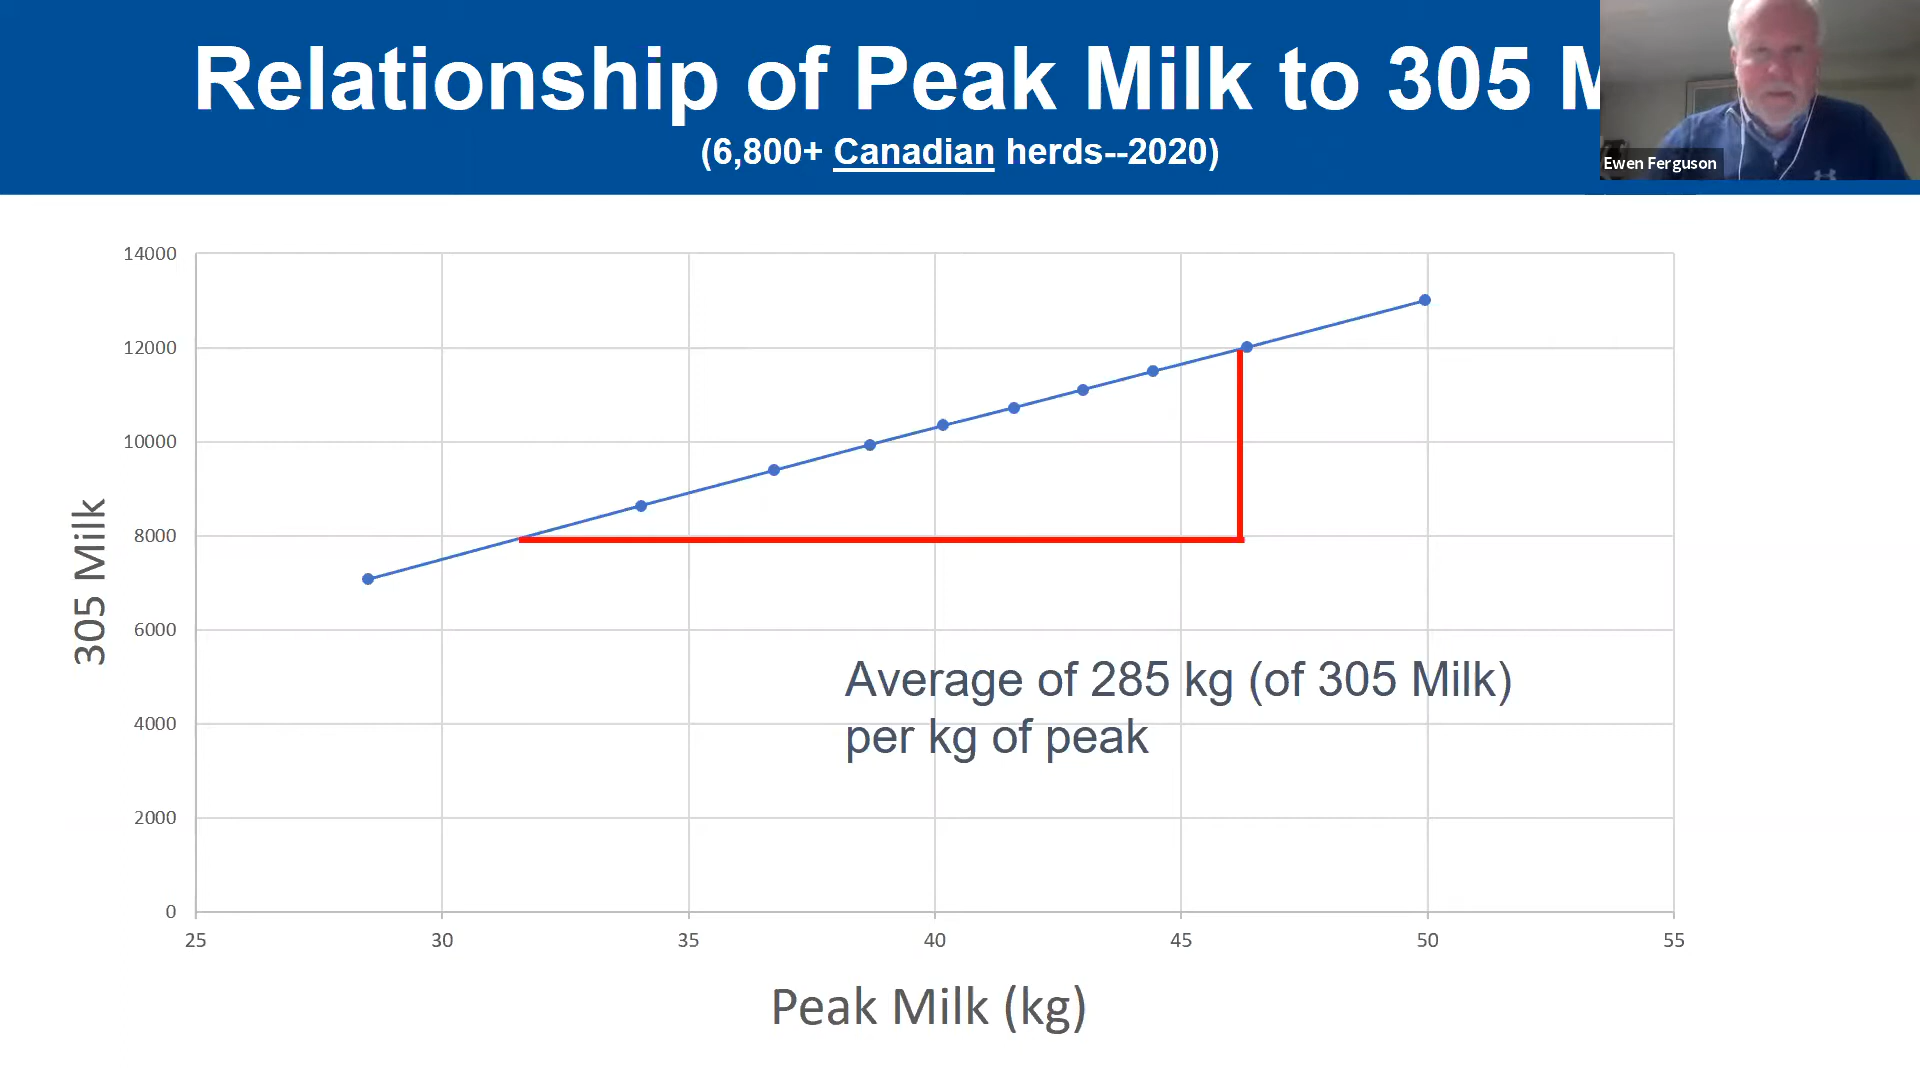 Relationship of Peak Milk to 305 M
(6,800+ Canadian herds--2020)
Ewen Ferguson
14000
12000
10000
8000
6000
4000
2000
0
305 Milk
Average of 285 kg (of 305 Milk)
per kg of peak
25 30 35 40 45 50 55
Peak Milk (kg)